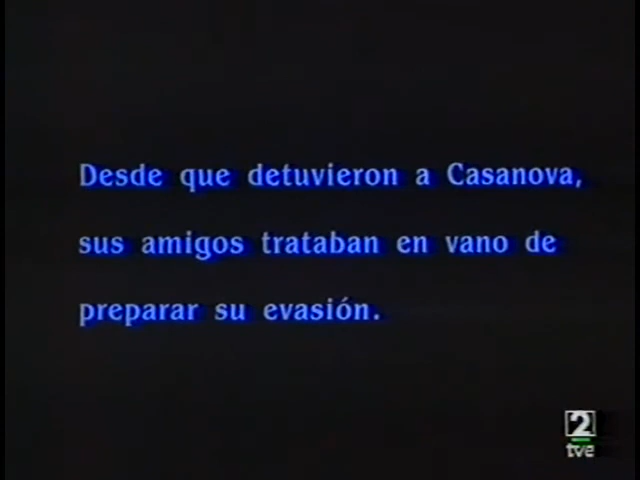 Desde que detuvieron a Casanova,
sus amigos trataban en vano de
preparar su evasión.
2
tve